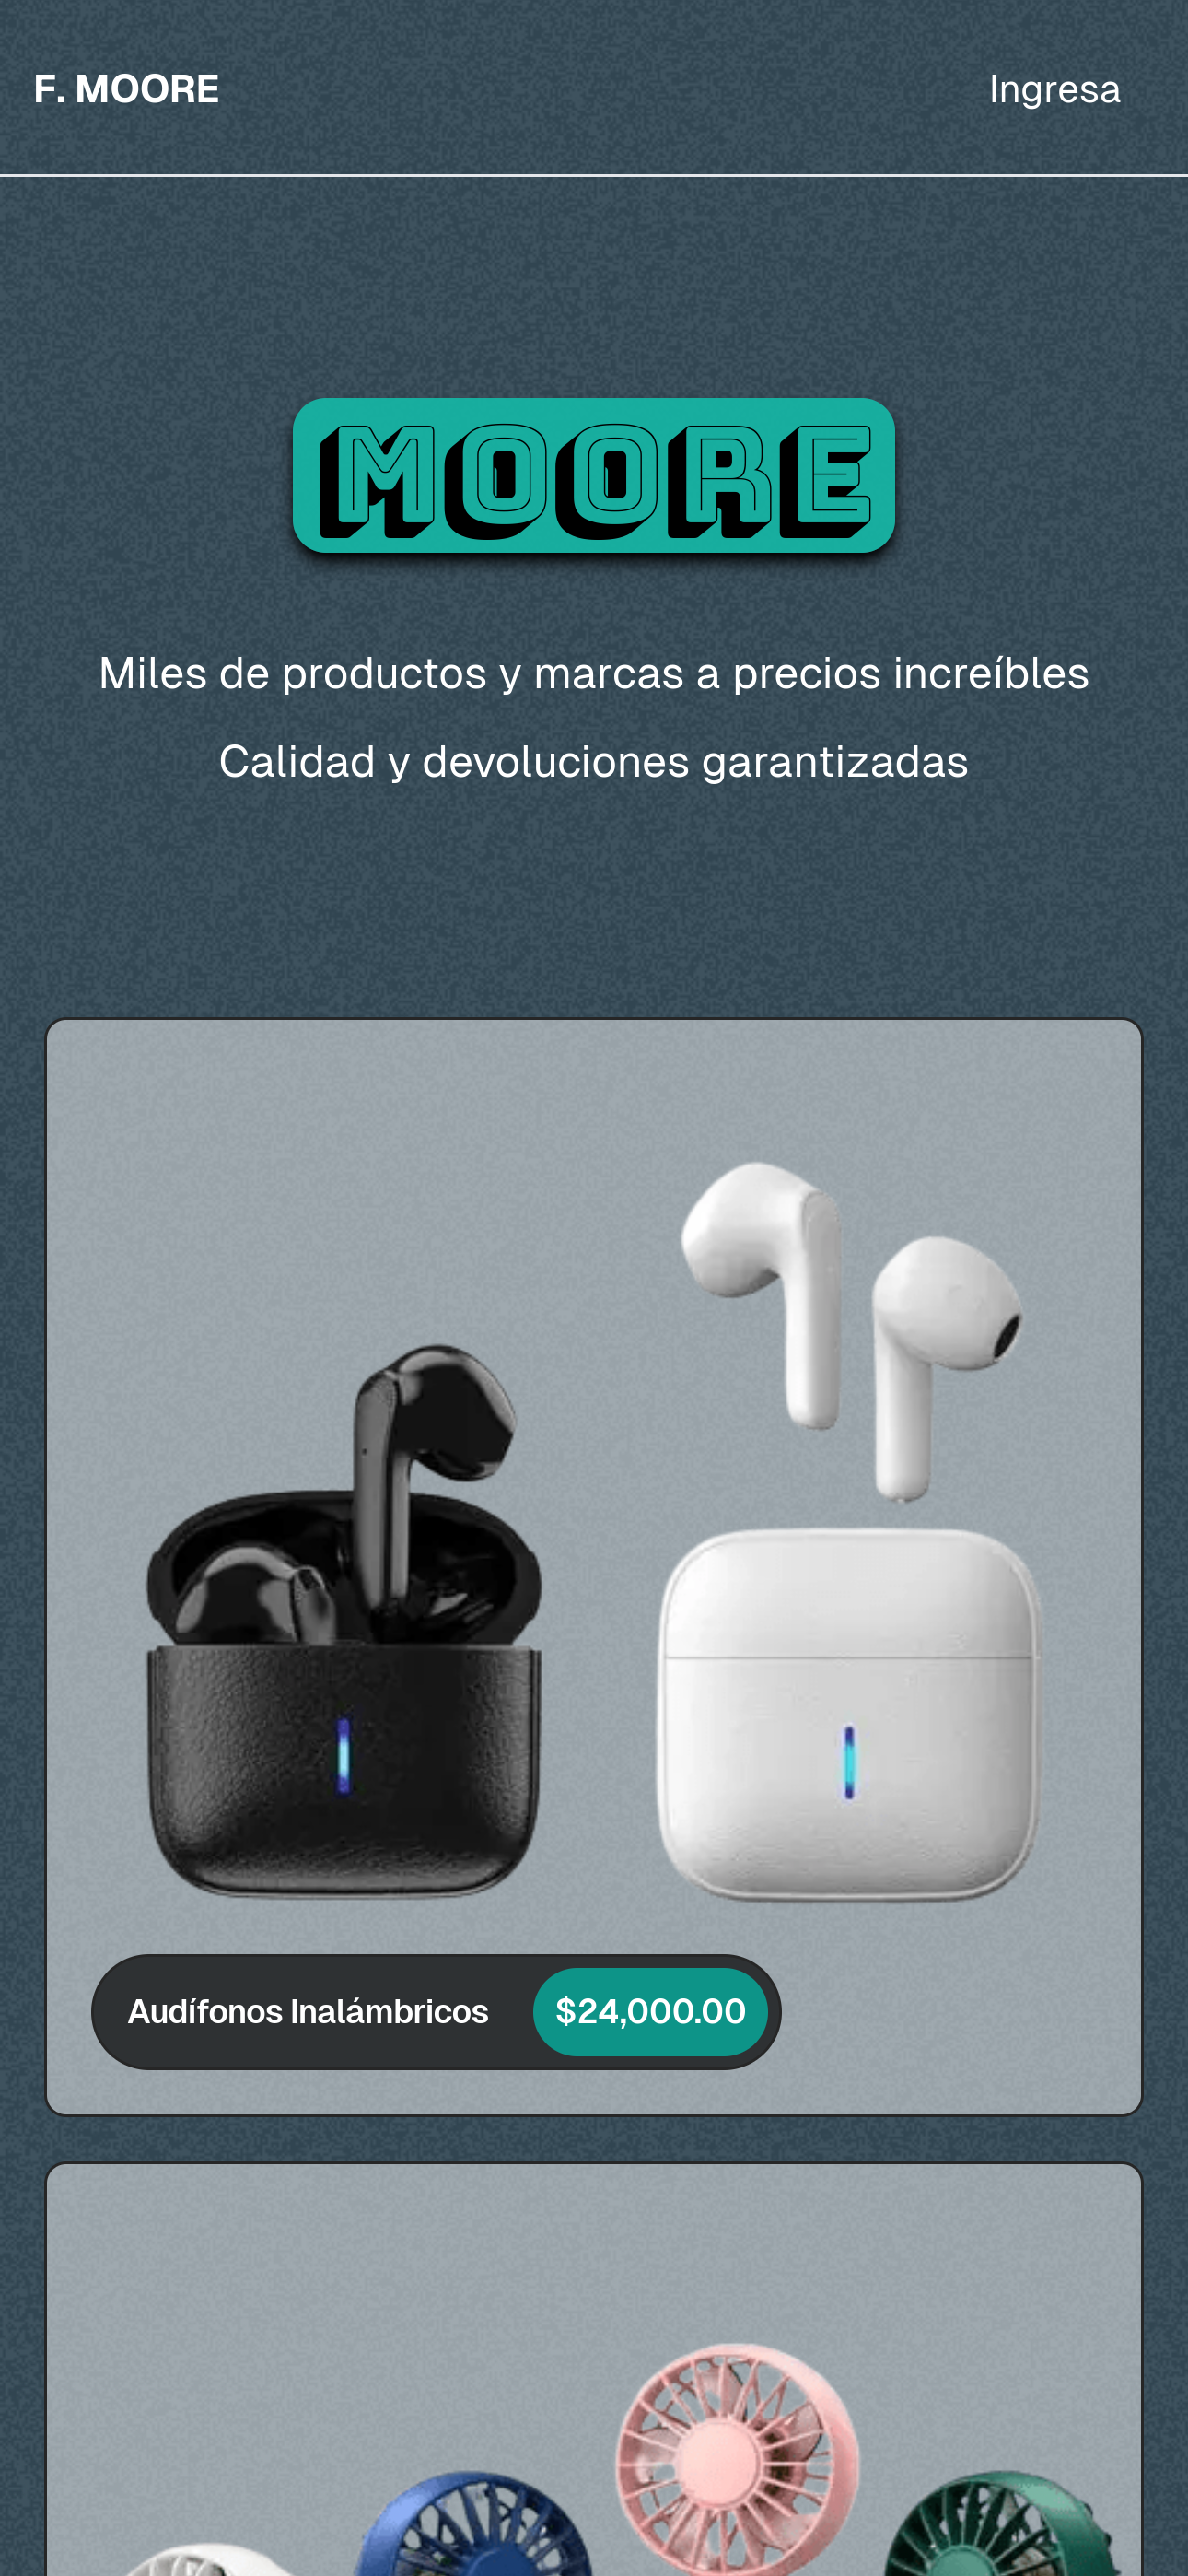 F. MOORE
Ingresa
MOORE
Miles de productos y marcas a precios increíbles
Calidad y devoluciones garantizadas
Audífonos Inalámbricos
$24,000.00